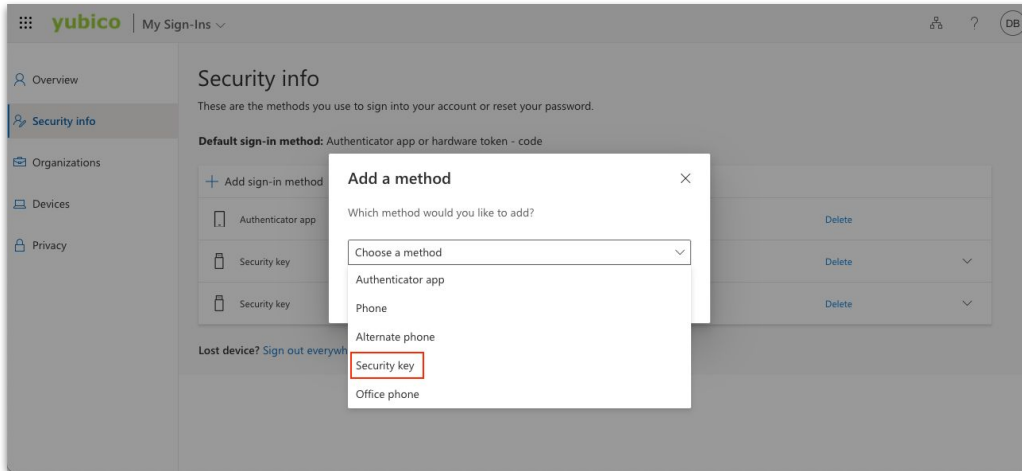 yubico | My Sign-Ins
? DB
Overview
Security info
Organizations
Devices
Privacy
Security info
These are the methods you use to sign into your account or reset your password.
Default sign-in method: Authenticator app or hardware token - code
+ Add sign-in method
Authenticator app Delete
Security key Delete
Security key Delete
Lost device? Sign out everywh
Add a method
Which method would you like to add?
Choose a method
Authenticator app
Phone
Alternate phone
Security key
Office phone